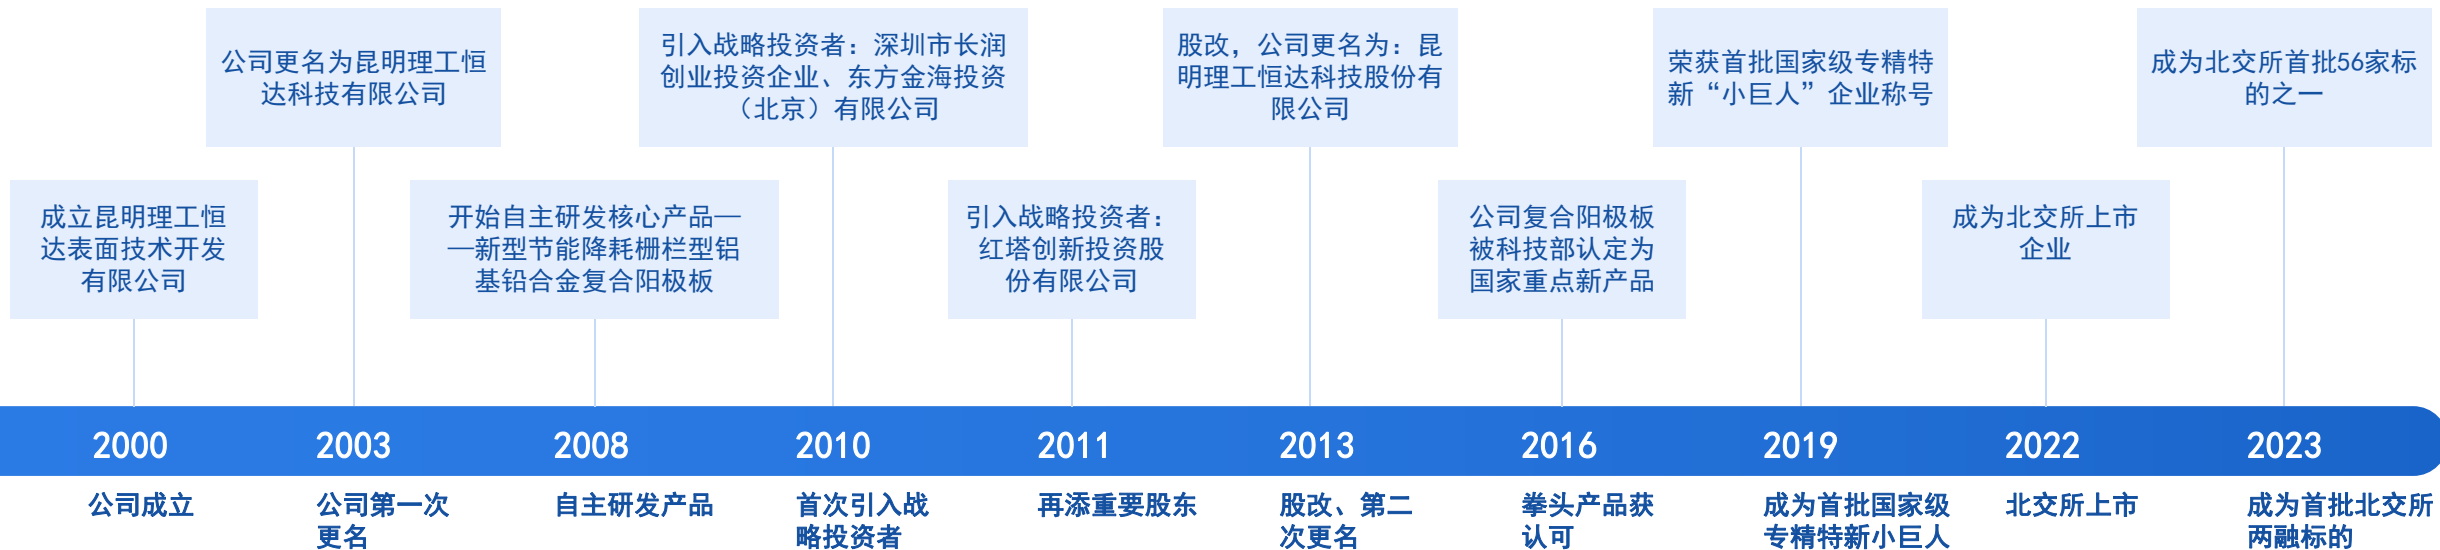 公司更名为昆明理工恒
达科技有限公司
引入战略投资者：深圳市长润
创业投资企业、东方金海投资
（北京）有限公司
股改，公司更名为：昆
明理工恒达科技股份有
限公司
荣获首批国家级专精特
新“小巨人”企业称号
成为北交所首批56家标
的之一
成立昆明理工恒
达表面技术开发
有限公司
开始自主研发核心产品—
—新型节能降耗栅栏型铝
基铅合金复合阳极板
引入战略投资者：
红塔创新投资股
份有限公司
公司复合阳极板
被科技部认定为
国家重点新产品
成为北交所上市
企业
2000
2003
2008
2010
2011
2013
2016
2019
2022
2023
公司成立
公司第一次
更名
自主研发产品
首次引入战
略投资者
再添重要股东
股改、第二
次更名
拳头产品获
认可
成为首批国家级
专精特新小巨人
北交所上市
成为首批北交所
两融标的